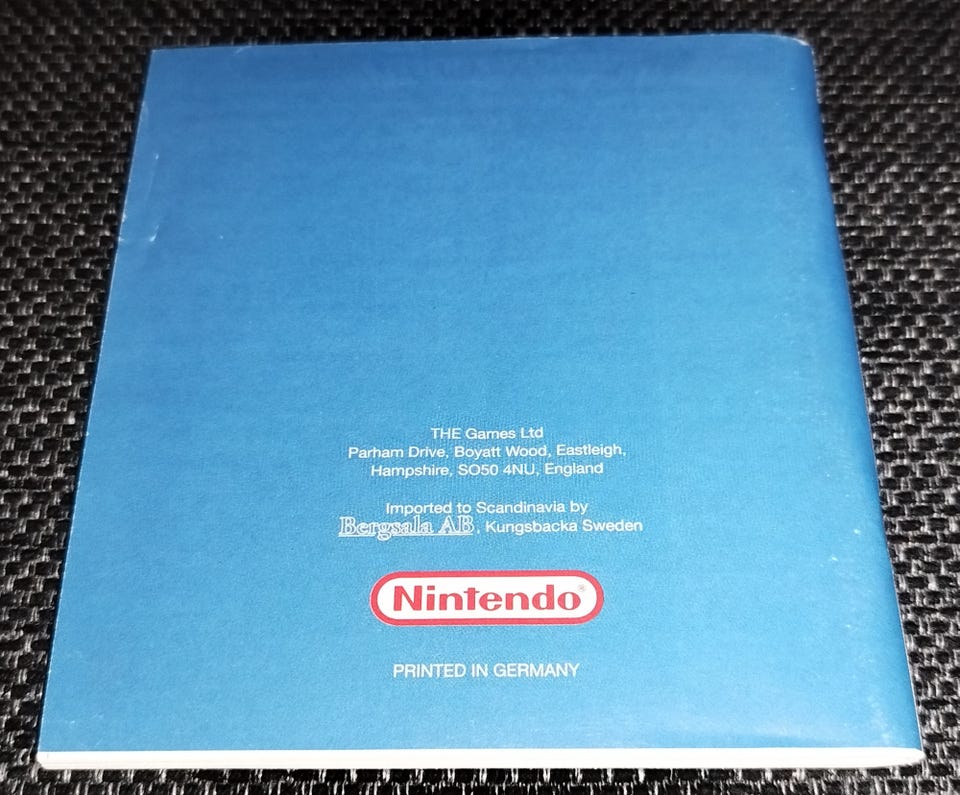 THE Games Ltd
Parham Drive, Boyatt Wood, Eastleigh,
Hampshire, SO50 4NU, England
Imported to Scandinavia by
Bergsala AB, Kungsbacka Sweden
Nintendo®
PRINTED IN GERMANY